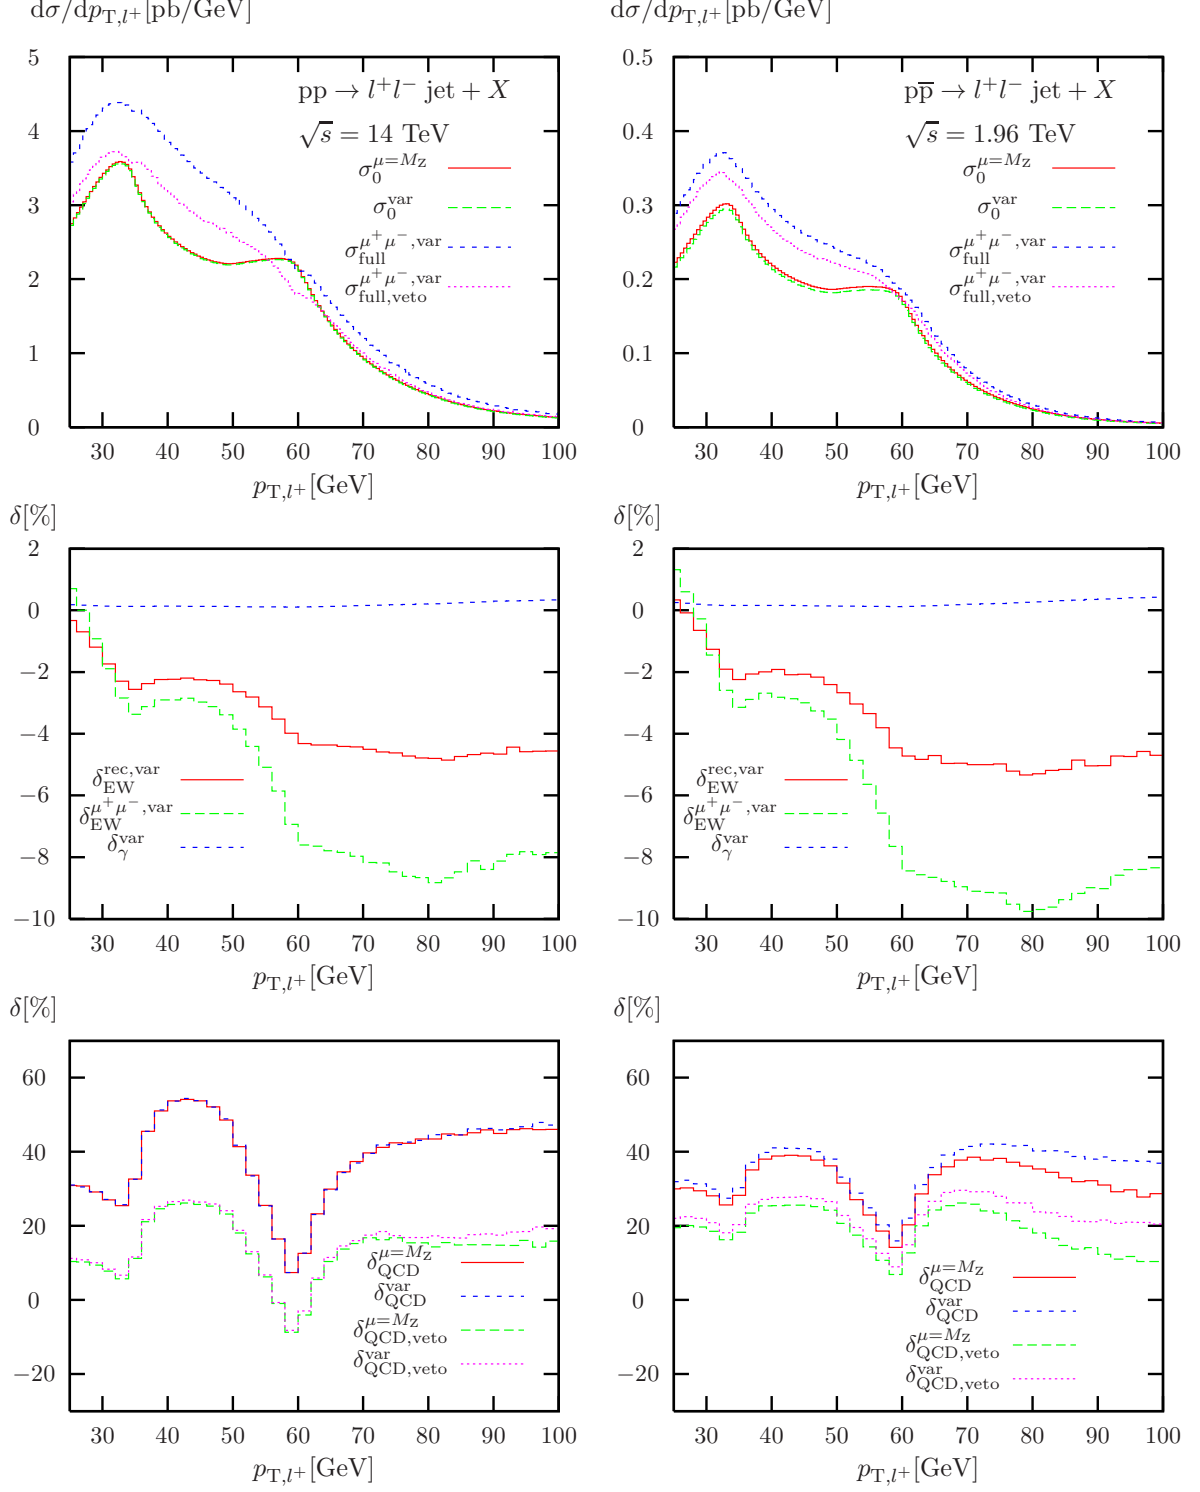 dσ/dp_{T,l^+}[pb/GeV]
5
4
3
2
1
0
pp → l^+l^- jet + X
√s = 14 TeV
σ_0^{μ=M_Z}
σ_0^{var}
σ_{full}^{μ^+μ^-,var}
σ_{full,veto}^{μ^+μ^-,var}
30 40 50 60 70 80 90 100
p_{T,l^+}[GeV]
dσ/dp_{T,l^+}[pb/GeV]
0.5
0.4
0.3
0.2
0.1
0
pp̅ → l^+l^- jet + X
√s = 1.96 TeV
σ_0^{μ=M_Z}
σ_0^{var}
σ_{full}^{μ^+μ^-,var}
σ_{full,veto}^{μ^+μ^-,var}
30 40 50 60 70 80 90 100
p_{T,l^+}[GeV]
δ[%]
2
0
−2
−4
−6
−8
−10
δ_{EW}^{rec,var}
δ_{EW}^{μ^+μ^-,var}
δ_γ^{var}
30 40 50 60 70 80 90 100
p_{T,l^+}[GeV]
δ[%]
2
0
−2
−4
−6
−8
−10
δ_{EW}^{rec,var}
δ_{EW}^{μ^+μ^-,var}
δ_γ^{var}
30 40 50 60 70 80 90 100
p_{T,l^+}[GeV]
δ[%]
60
40
20
0
−20
δ_{QCD}^{μ=M_Z}
δ_{QCD}^{var}
δ_{QCD,veto}^{μ=M_Z}
δ_{QCD,veto}^{var}
30 40 50 60 70 80 90 100
p_{T,l^+}[GeV]
δ[%]
60
40
20
0
−20
δ_{QCD}^{μ=M_Z}
δ_{QCD}^{var}
δ_{QCD,veto}^{μ=M_Z}
δ_{QCD,veto}^{var}
30 40 50 60 70 80 90 100
p_{T,l^+}[GeV]